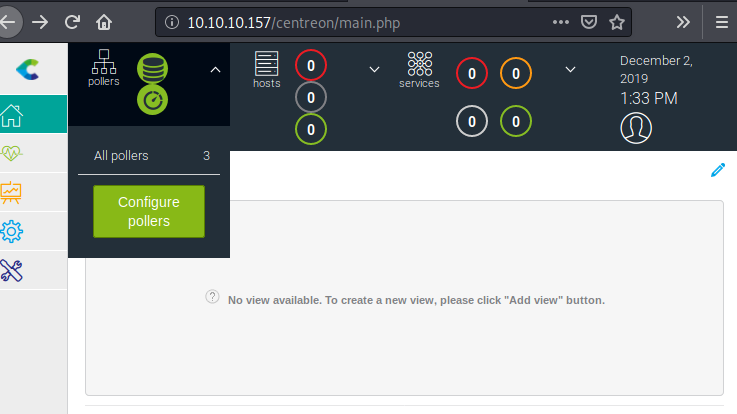 10.10.10.157/centreon/main.php
pollers
hosts
0
0
0
services
0
0
0
0
December 2,
2019
1:33 PM
All pollers 3
Configure
pollers
? No view available. To create a new view, please click "Add view" button.